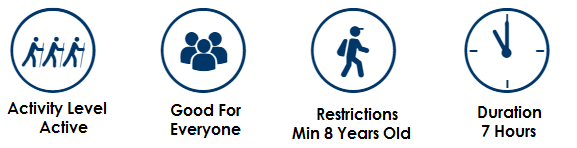 Activity Level
Active
Good For
Everyone
Restrictions
Min 8 Years Old
Duration
7 Hours